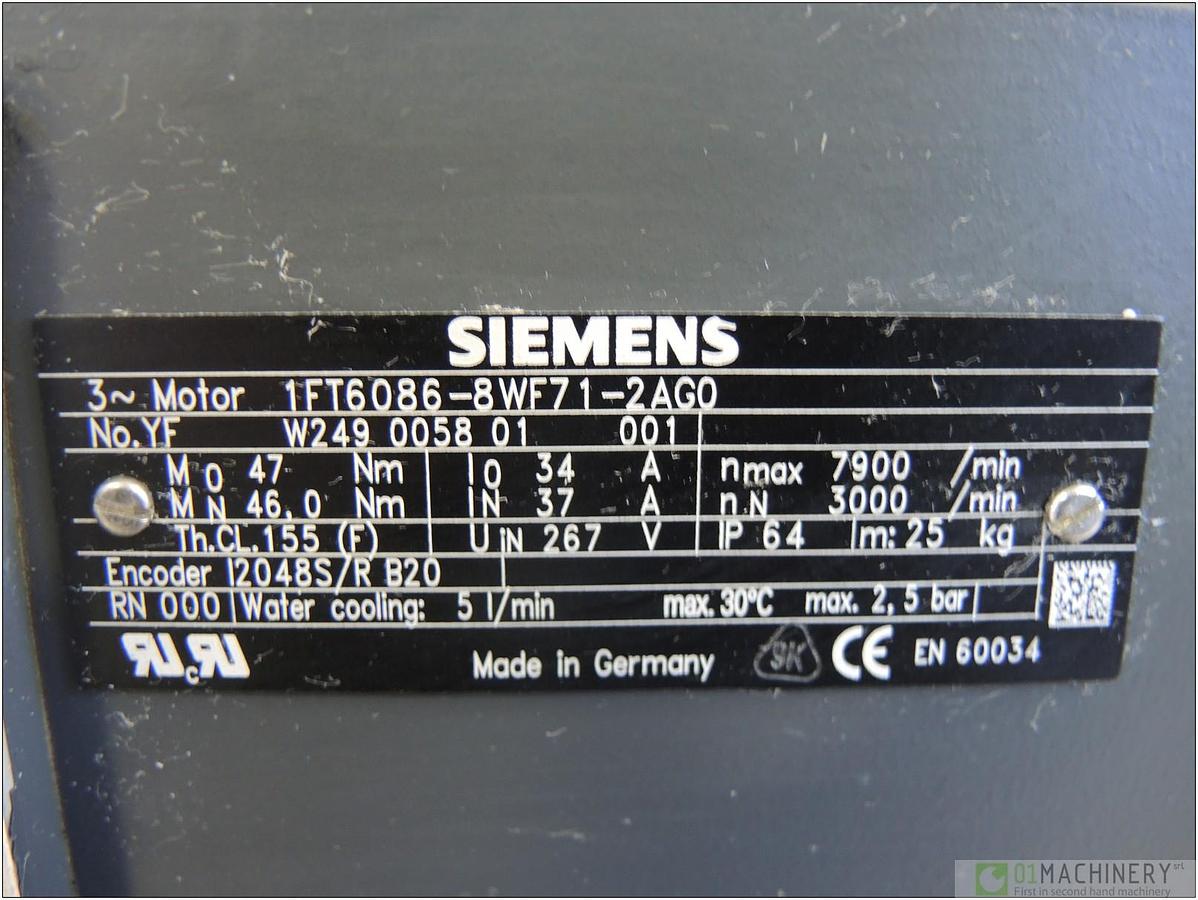 SIEMENS
3~ Motor 1FT6086-8WF71-2AG0
No.YF W249 0058 01 001
M0 47 Nm I0 34 A nmax 7900 /min
MN 46,0 Nm IN 37 A nN 3000 /min
Th.CL.155 (F) UiN 267 V IP 64 m: 25 kg
Encoder I2048S/R B20
RN 000 Water cooling: 5 l/min max. 30°C max. 2,5 bar
Made in Germany CE EN 60034
01MACHINERY srl
First in second hand machinery